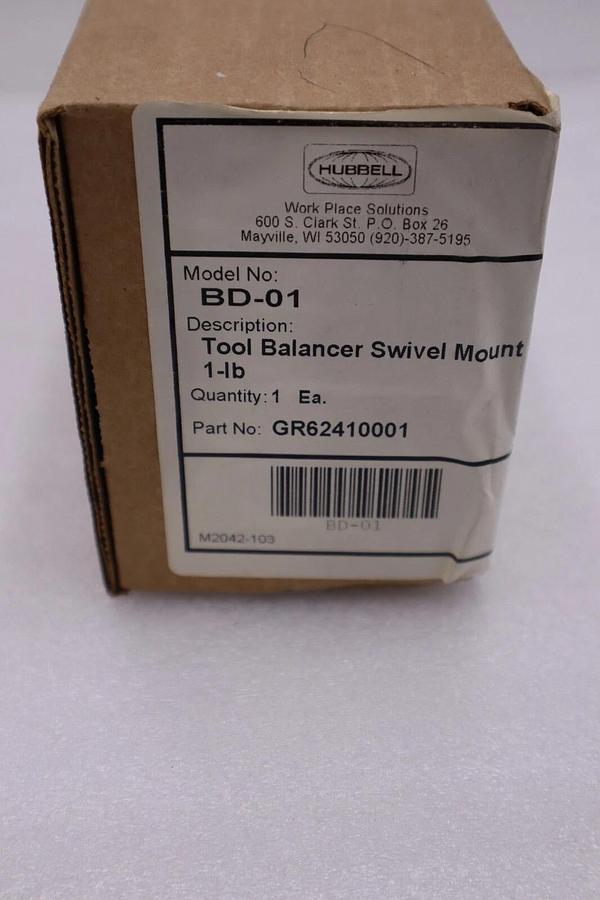 HUBBELL
Work Place Solutions
600 S. Clark St. P.O. Box 26
Mayville, WI 53050 (920)-387-5195
Model No:
BD-01
Description:
Tool Balancer Swivel Mount
1-lb
Quantity: 1 Ea.
Part No: GR62410001
BD-01
M2042-103